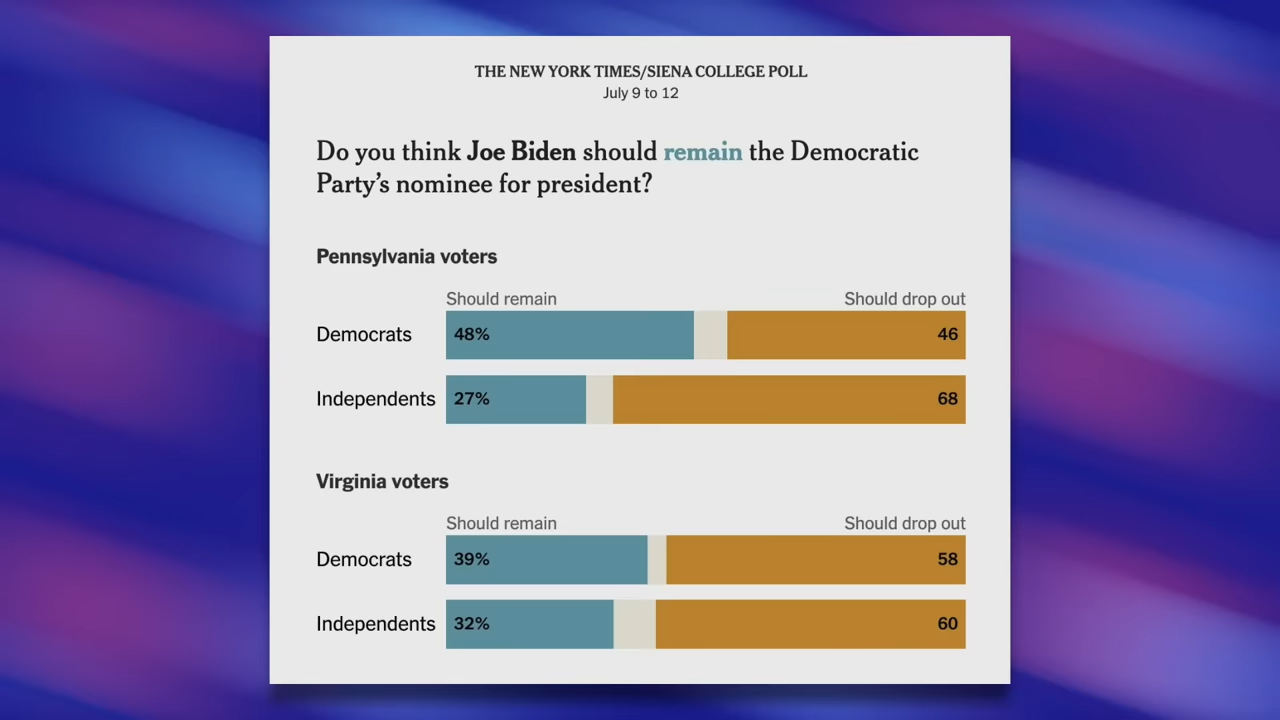 THE NEW YORK TIMES/SIENA COLLEGE POLL
July 9 to 12
Do you think Joe Biden should remain the Democratic
Party’s nominee for president?
Pennsylvania voters
Should remain Should drop out
Democrats 48% 46
Independents 27% 68
Virginia voters
Should remain Should drop out
Democrats 39% 58
Independents 32% 60